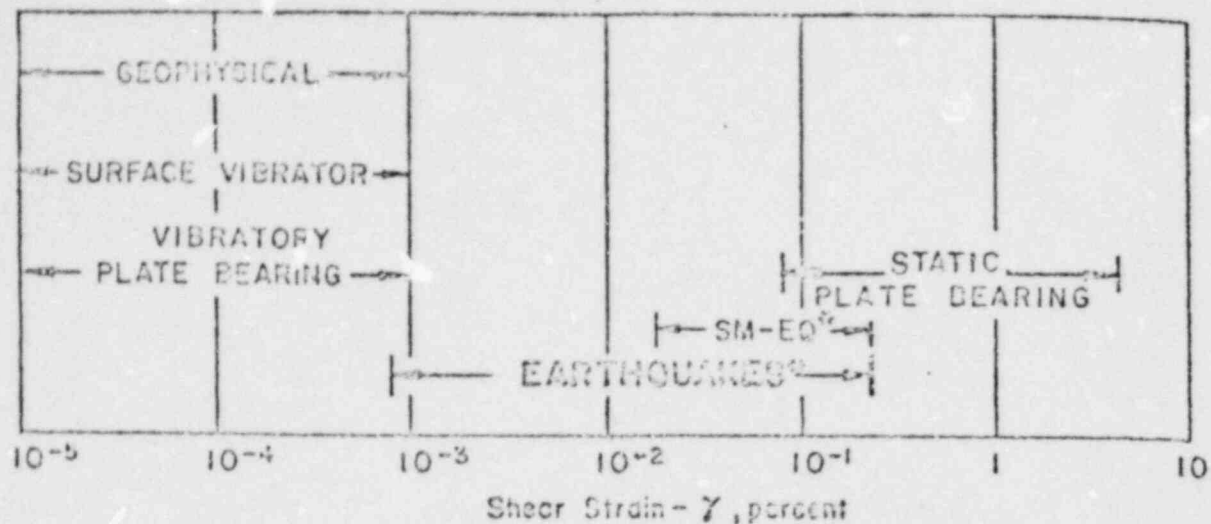 GEOPHYSICAL
SURFACE VIBRATOR
VIBRATORY
PLATE BEARING
STATIC
PLATE BEARING
SM-EQ*
EARTHQUAKES*
10⁻⁵ 10⁻⁴ 10⁻³ 10⁻² 10⁻¹ 1 10
Shear Strain - γ, percent